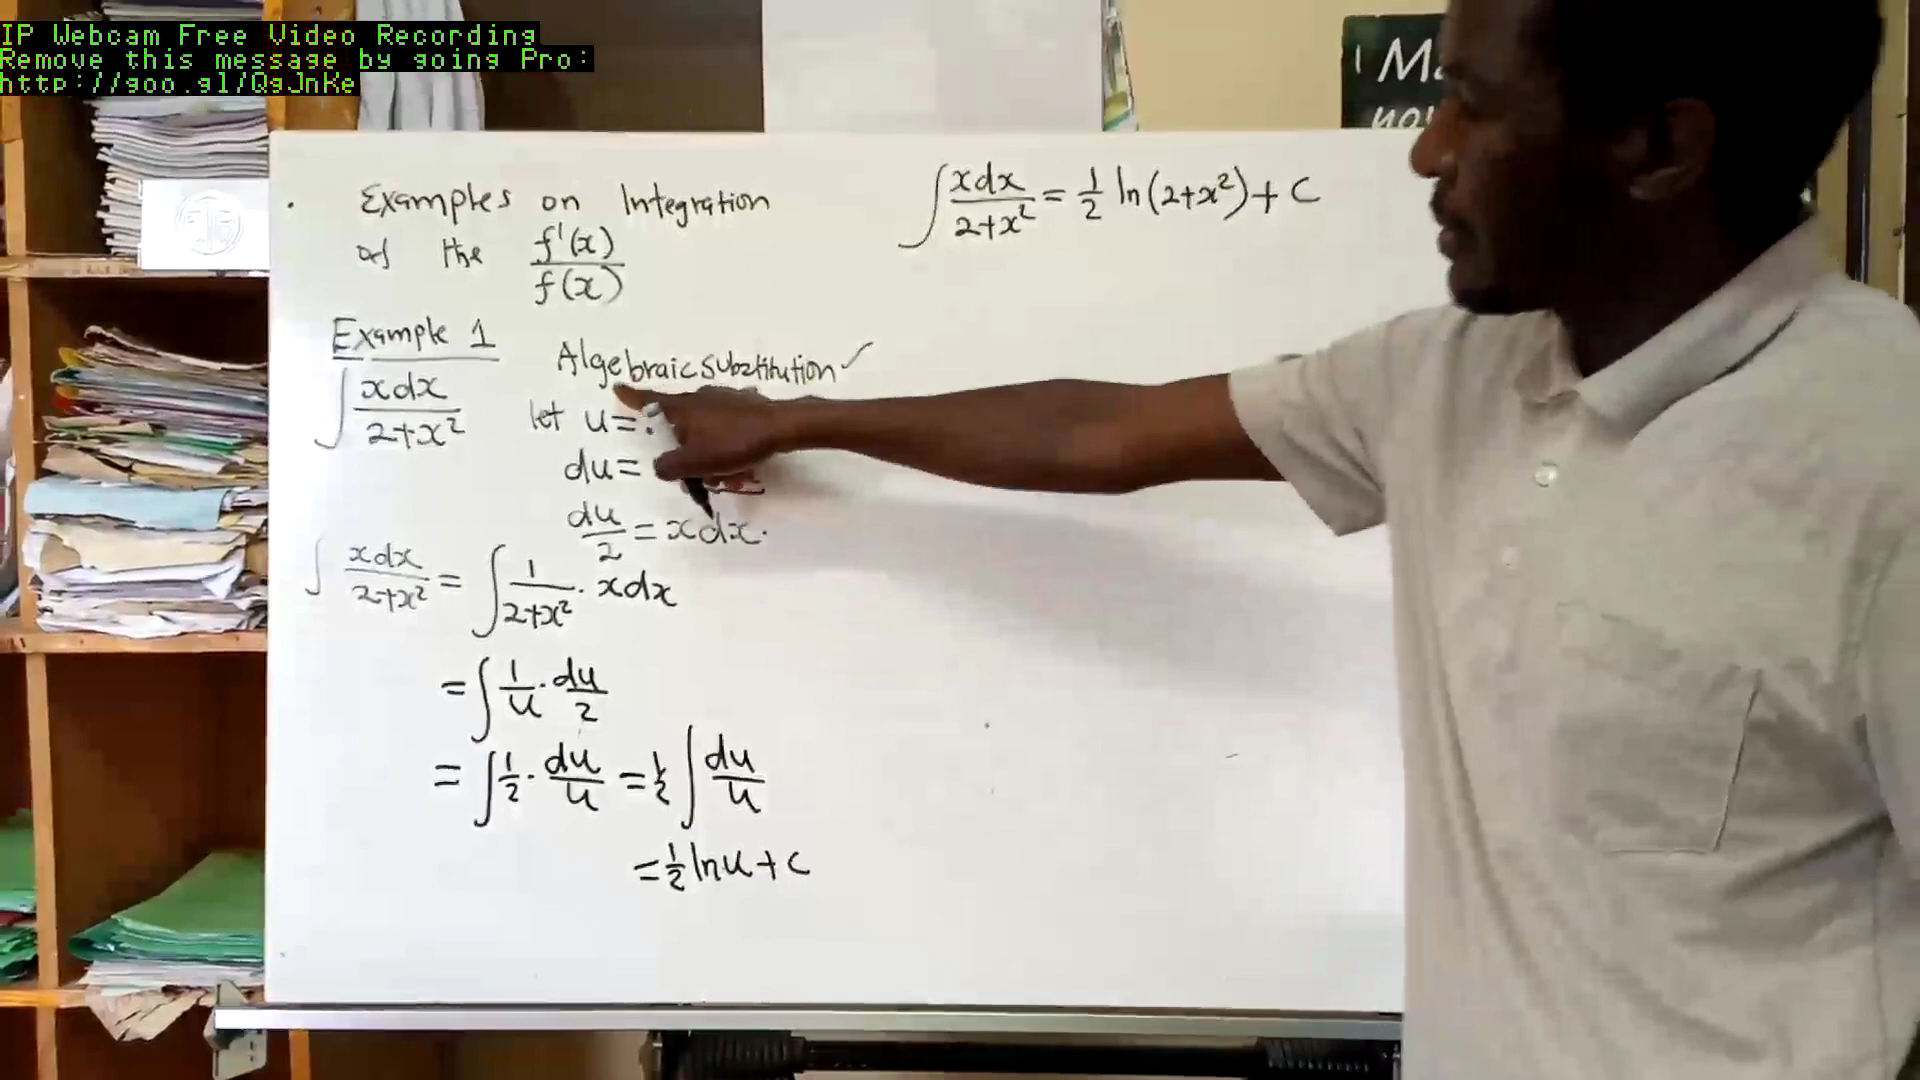 IP Webcam Free Video Recording
Remove this message by going Pro:
http://goo.gl/QgJnKe
Examples on Integration
of the f'(x)/f(x)
Example 1
∫ xdx/2+x²
Algebraic substitution ✓
let u=
du=
du/2 = xdx.
∫ xdx/2+x² = ∫ 1/2+x² · xdx
= ∫ 1/u · du/2
= ∫ 1/2 · du/u = 1/2 ∫ du/u
= 1/2 ln u + c
∫ xdx/2+x² = 1/2 ln(2+x²) + C